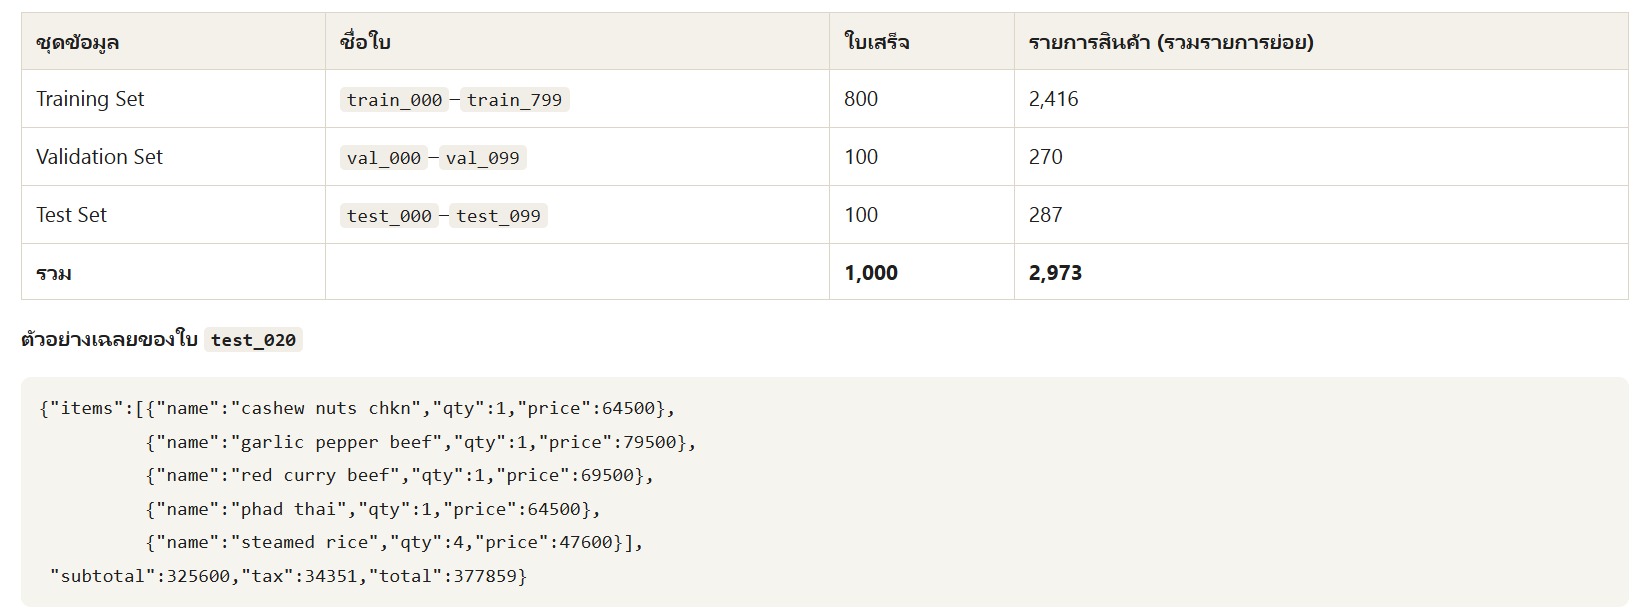 ชุดข้อมูล ชื่อใบ ใบเสร็จ รายการสินค้า (รวมรายการย่อย)
Training Set train_000–train_799 800 2,416
Validation Set val_000–val_099 100 270
Test Set test_000–test_099 100 287
รวม 1,000 2,973
ตัวอย่างเฉลยของใบ test_020
{"items":[{"name":"cashew nuts chkn","qty":1,"price":64500},
{"name":"garlic pepper beef","qty":1,"price":79500},
{"name":"red curry beef","qty":1,"price":69500},
{"name":"phad thai","qty":1,"price":64500},
{"name":"steamed rice","qty":4,"price":47600}],
"subtotal":325600,"tax":34351,"total":377859}